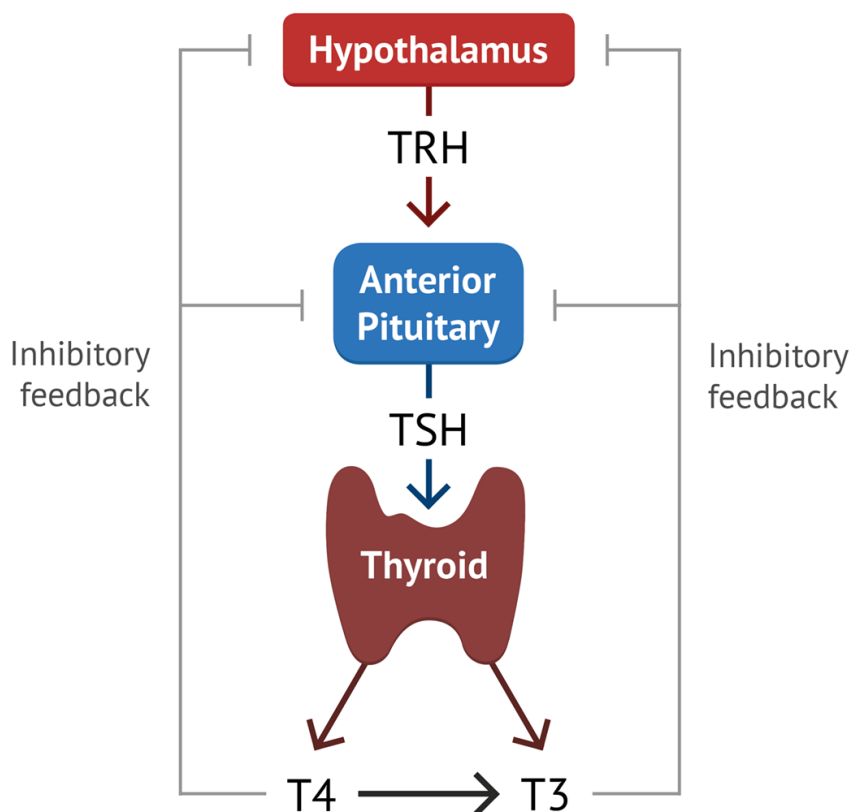 Hypothalamus
TRH
Anterior
Pituitary
Inhibitory
feedback
Inhibitory
feedback
TSH
Thyroid
T4
T3